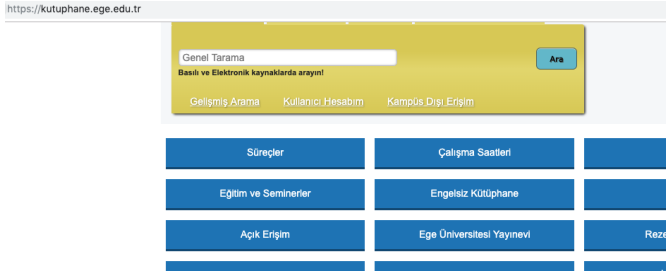 https://kutuphane.ege.edu.tr
Genel Tarama
Ara
Basılı ve Elektronik kaynaklarda arayın!
Gelişmiş Arama Kullanıcı Hesabım Kampüs Dışı Erişim
Süreçler Çalışma Saatleri
Eğitim ve Seminerler Engelsiz Kütüphane
Açık Erişim Ege Üniversitesi Yayınevi Reze